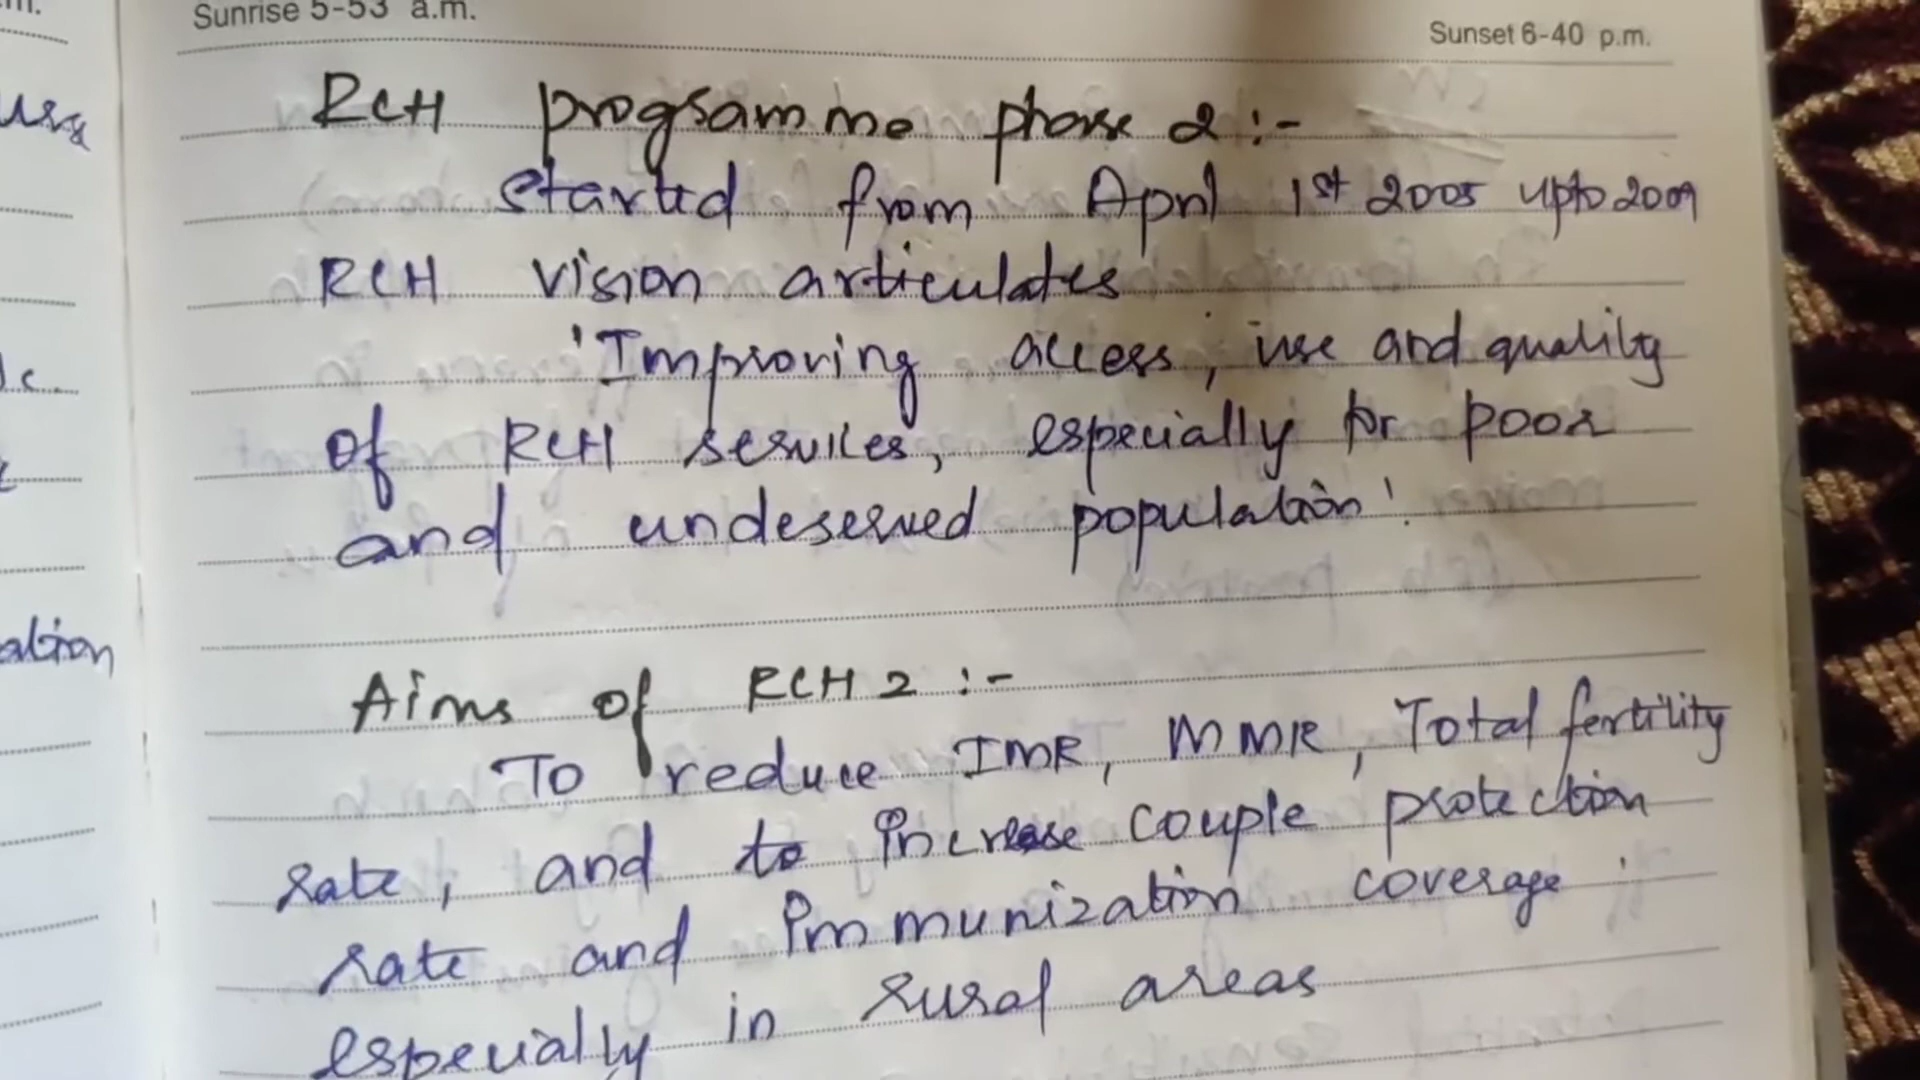 Sunrise 5-53 a.m.
Sunset 6-40 p.m.
RCH programme phase 2 :-
started from April 1st 2005 upto 2009
RCH vision articulates
'Improving access, use and quality
of RCH services, especially for poor
and undeserved population'
Aims of RCH 2 :-
To reduce IMR, MMR, Total fertility
rate, and to increase couple protection
rate and immunization coverage
especially in rural areas
ation